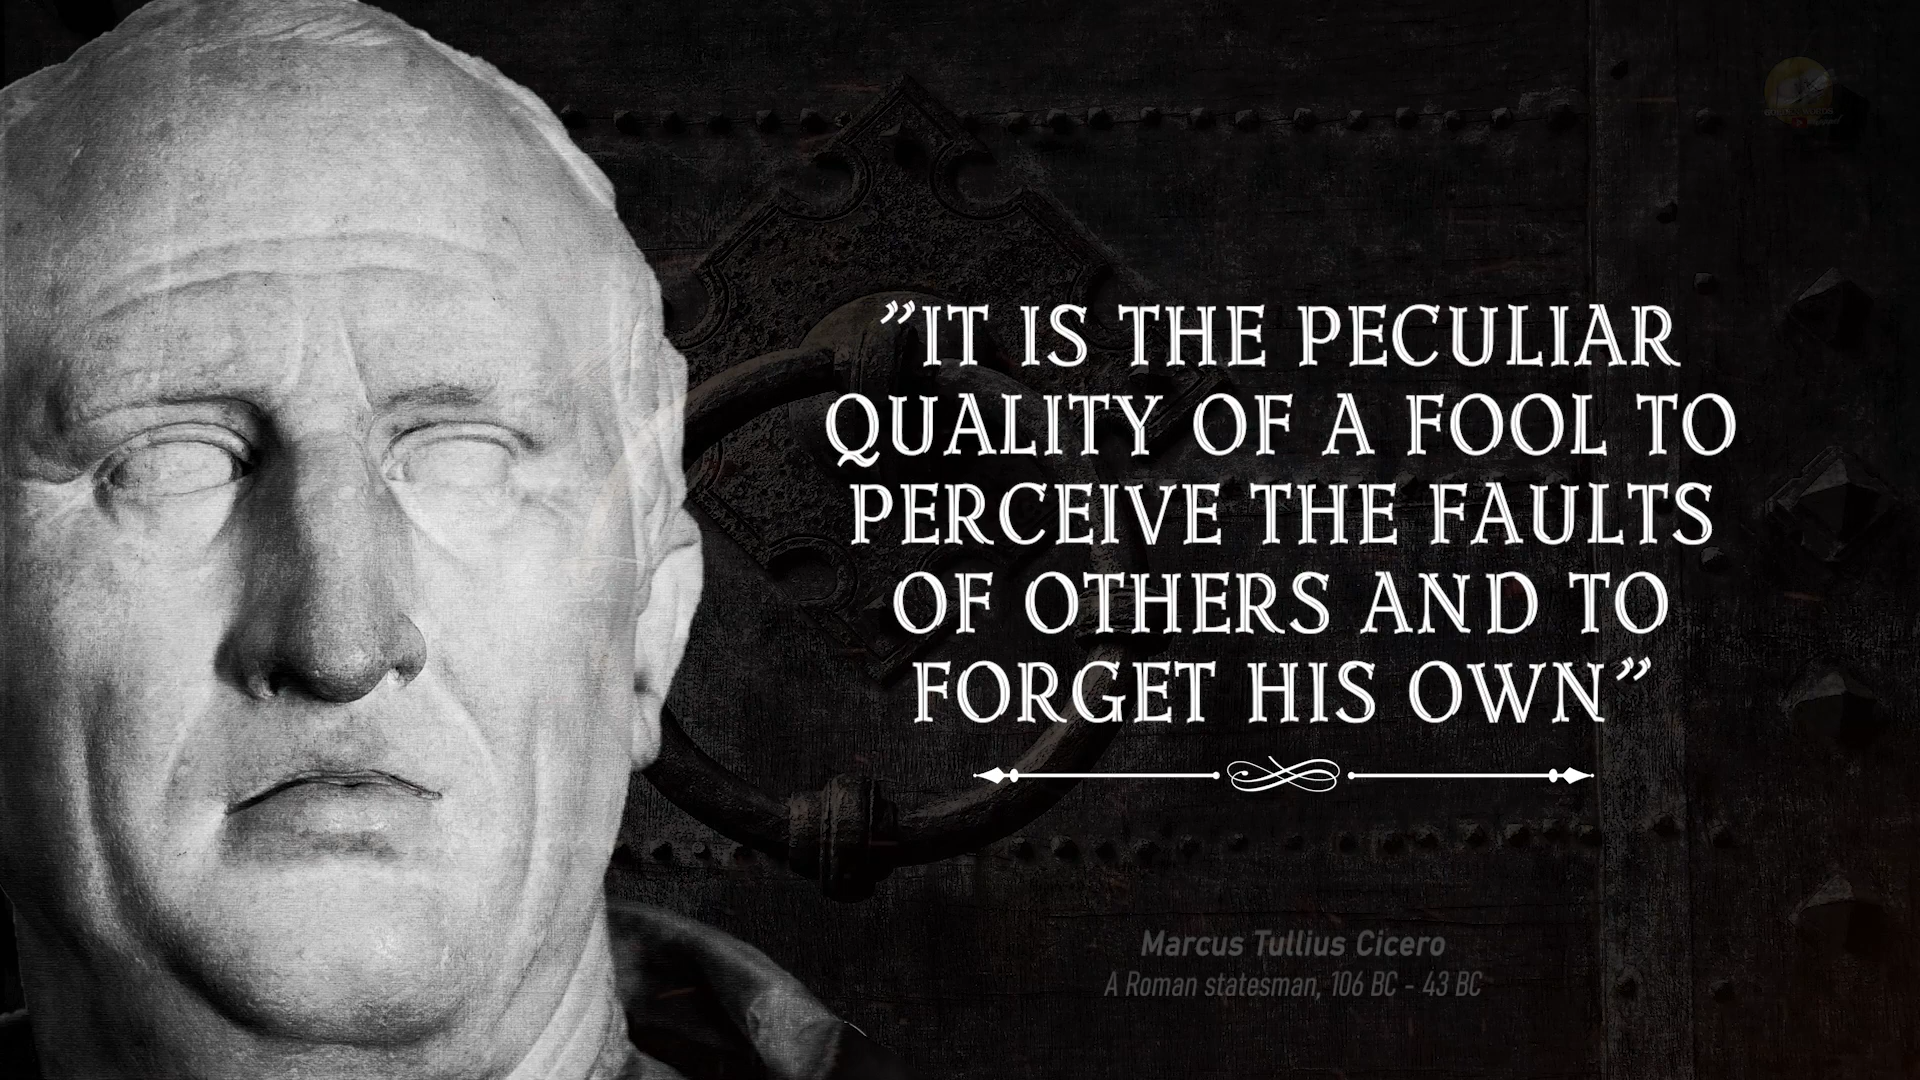 ”IT IS THE PECULIAR
QUALITY OF A FOOL TO
PERCEIVE THE FAULTS
OF OTHERS AND TO
FORGET HIS OWN”
Marcus Tullius Cicero
A Roman statesman, 106 BC - 43 BC